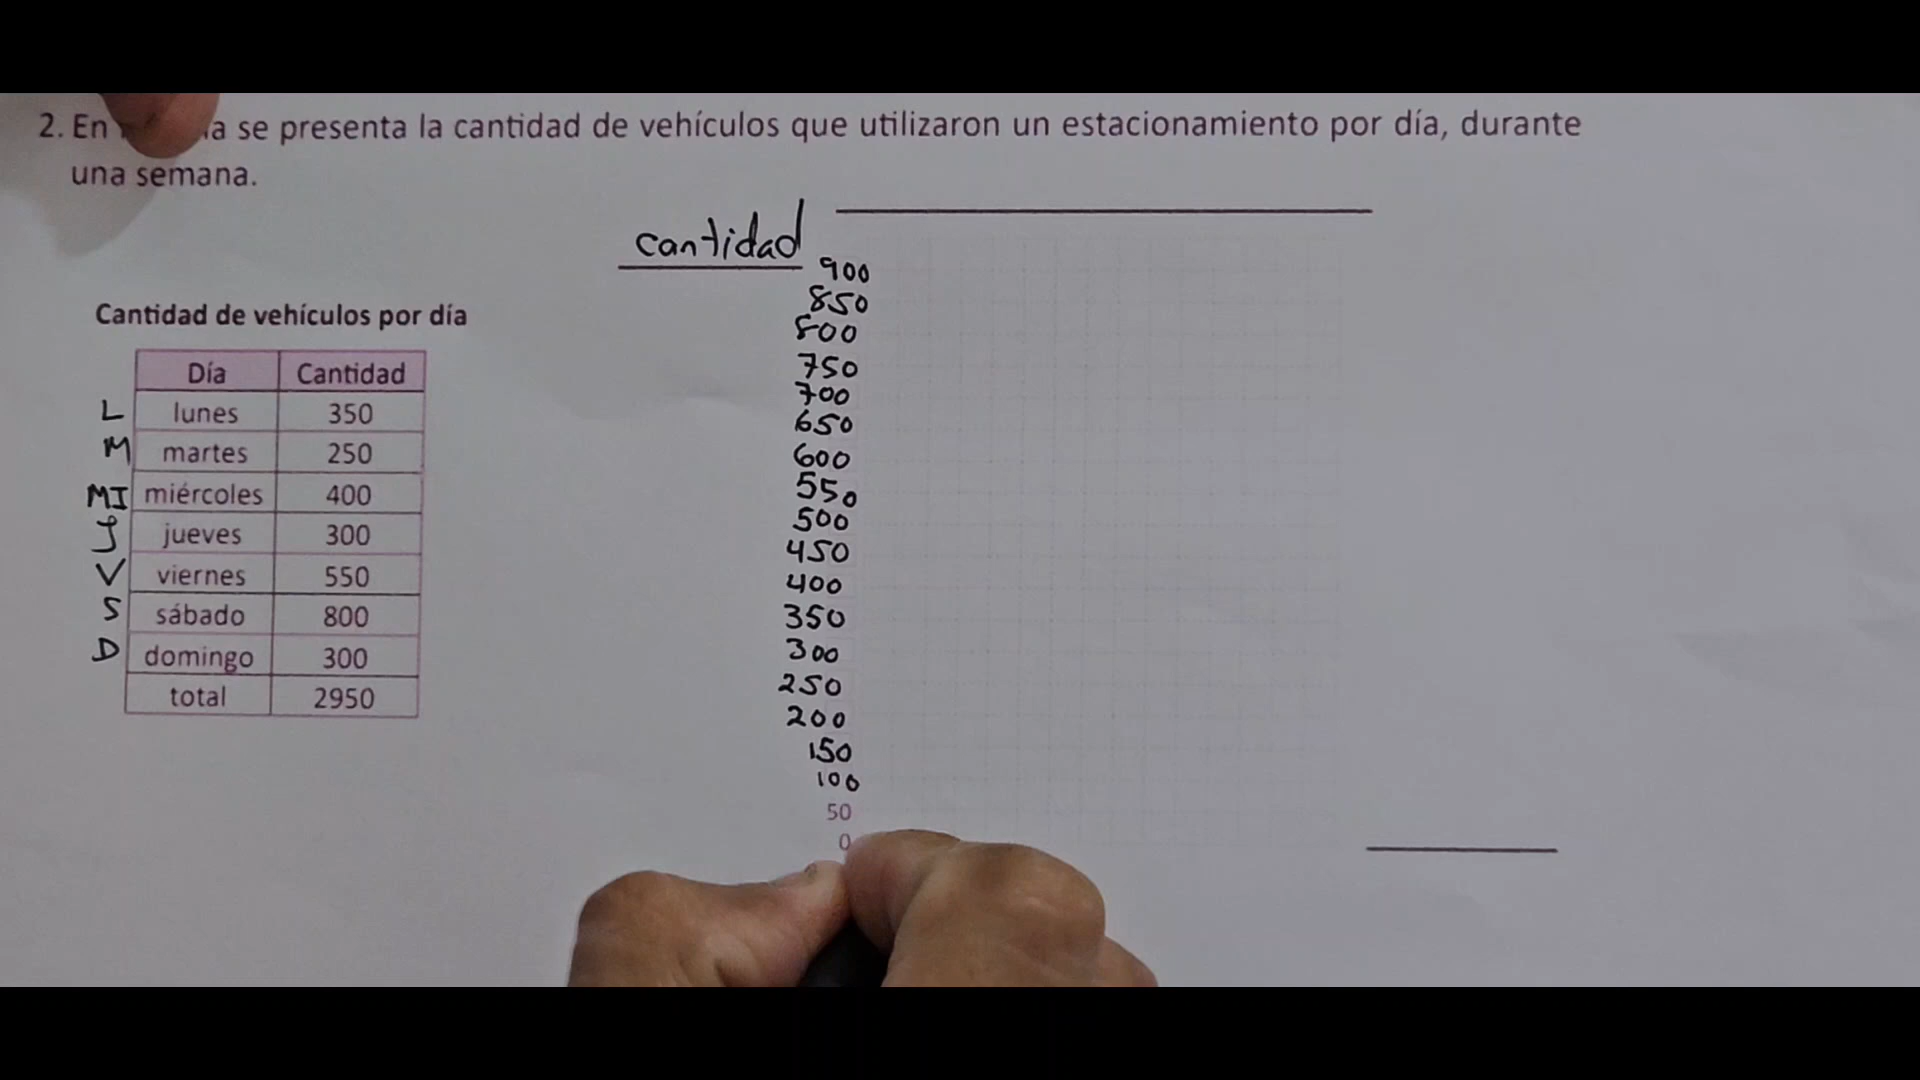 2. En se presenta la cantidad de vehículos que utilizaron un estacionamiento por día, durante
una semana.
cantidad
Cantidad de vehículos por día
Día Cantidad
L lunes 350
M martes 250
MI miércoles 400
J jueves 300
V viernes 550
S sábado 800
D domingo 300
total 2950
900
850
800
750
700
650
600
550
500
450
400
350
300
250
200
150
100
50
0